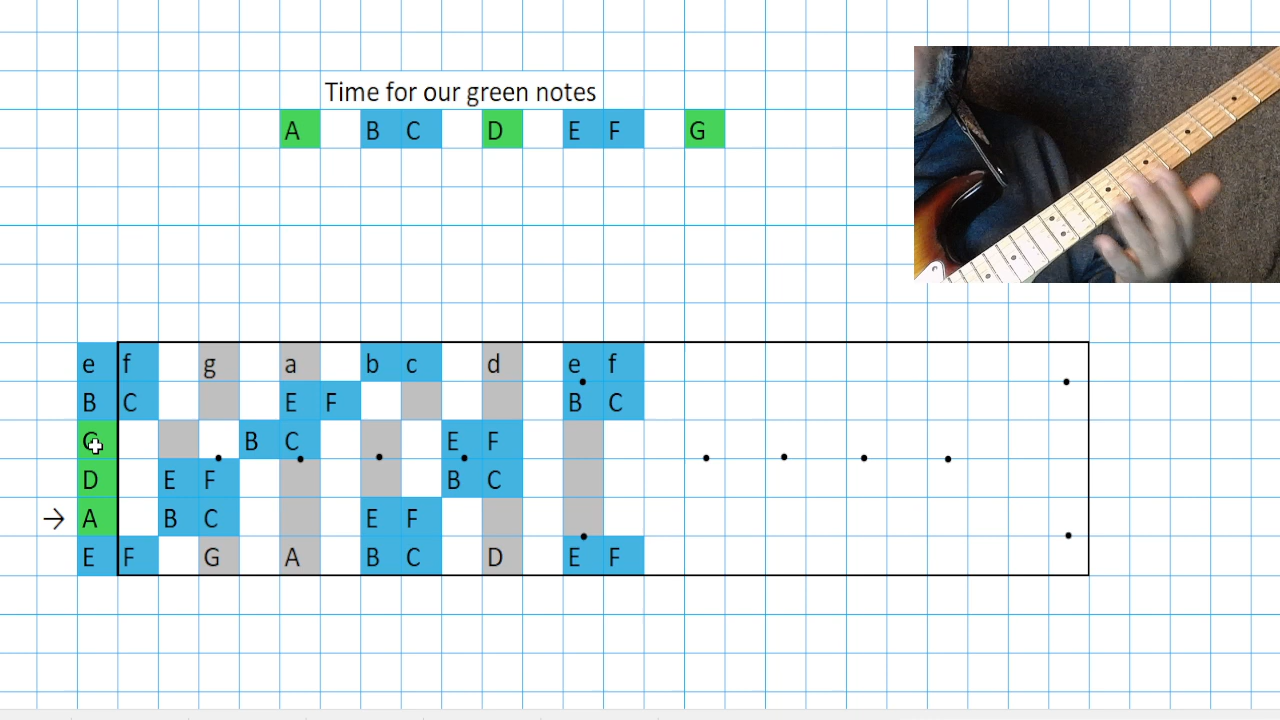 Time for our green notes
A B C D E F G
e f g a b c d e f
B C E F B C
G B C E F
D E F B C
→ A B C E F
E F G A B C D E F